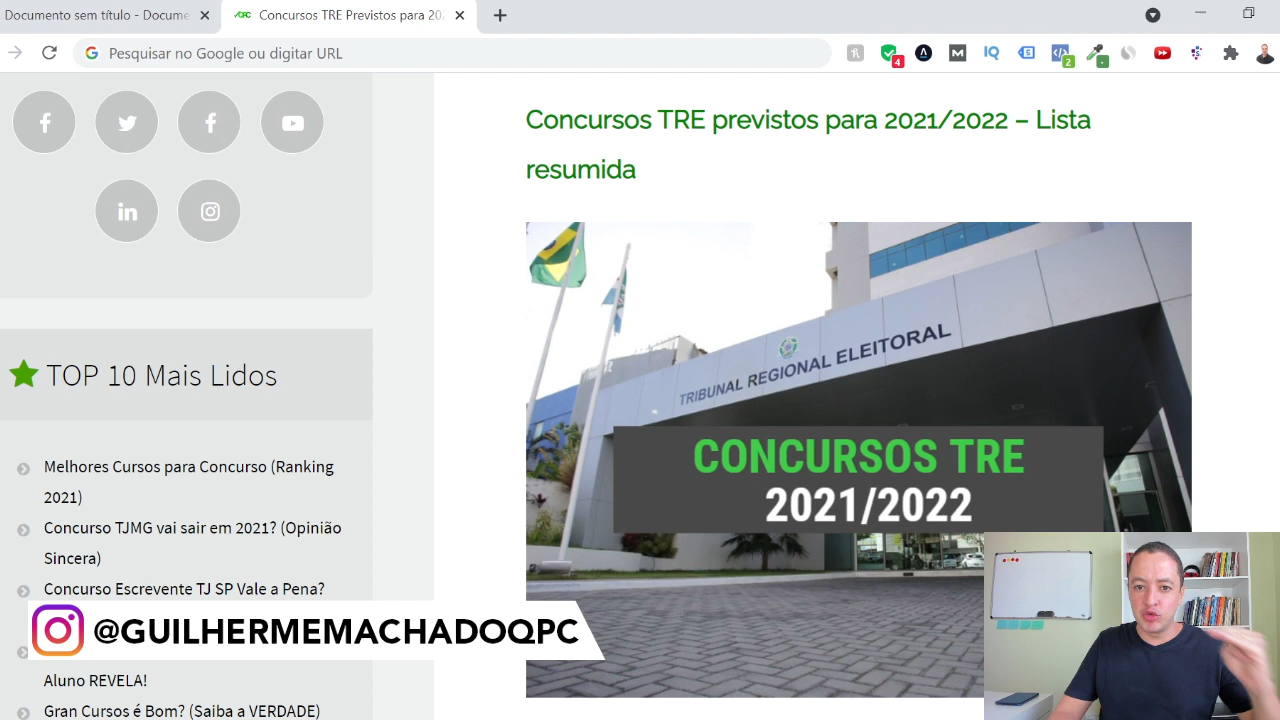 Documento sem título - Docume
Concursos TRE Previstos para 202
Pesquisar no Google ou digitar URL
4
2
Concursos TRE previstos para 2021/2022 – Lista
resumida
TOP 10 Mais Lidos
Melhores Cursos para Concurso (Ranking
2021)
Concurso TJMG vai sair em 2021? (Opinião
Sincera)
Concurso Escrevente TJ SP Vale a Pena?
Aluno REVELA!
Gran Cursos é Bom? (Saiba a VERDADE)
TRIBUNAL REGIONAL ELEITORAL
CONCURSOS TRE
2021/2022
@GUILHERMEMACHADOQPC